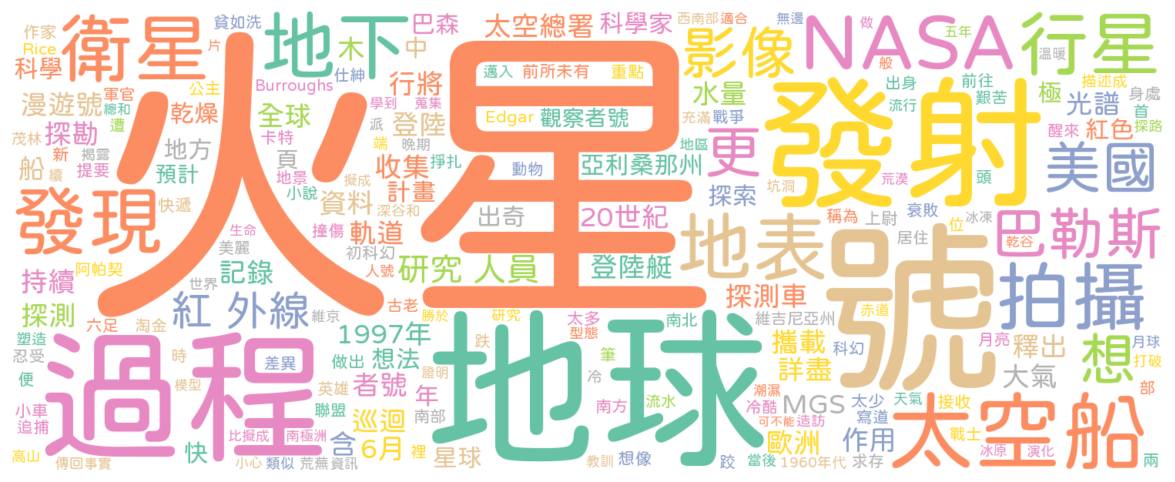 作家 貧如洗 巴森 太空總署 科學家 西南部 適合 無邊 做 五年
Rice 衛星 地下 木 中 影像 NASA 般 行星 溫暖
科學 片 仕紳 邁入 前所未有 重點
軍官 公主 Burroughs 行將 水量 出身 前往 極 描述成 身處
漫遊號 總和 乾燥 全球 學到 蒐集 Edgar 觀察者號 充滿 戰爭 流行 艱苦 光譜 首
茂林 探勘 遭 卡特 派 登陸 更 發射 醒來 紅色 探路
火星 端 晚期 地區
船 新 揭露 地方 頁 地景 收集 掙扎 動物 亞利桑那州 坑洞 荒漠 頭 美國
續 提要 預計 小說 擬成 計畫 探索
發現 快遞 資料 深谷和 出奇 20世紀 稱為 上尉 衰敗 位 冰凍
生命 撞傷 軌道 地表 居住 乾谷 巴勒斯
美麗 初科幻
阿帕契 記錄 人號 研究 人員 登陸艇 號 拍攝
持續 世界
探測 紅 外線 維京 古老 勝於 研究 太多 南北 探測車 赤道
六足 淘金 型態 維吉尼亞州
塑造 過程 1997年 跌 地球 攜載 科幻 月亮 釋出 想 月球
忍受 時 差異 做出 想法 證明 筆 詳盡 打破
便 模型 英雄 者號 年 冷 潮濕 大氣 部
小車 聯盟 南部 南方 流水 冷酷 MGS 太少 天氣 接收
追捕 比擬成 南極洲 巡迴 可不能 造訪 寫道 戰士
快 含 6月 裡 歐洲 作用 太空船
高山 傳回事實 小心 類似 荒蕪 資訊 星球 教訓 想像 跤 當後 1960年代 求存 冰原 演化 兩